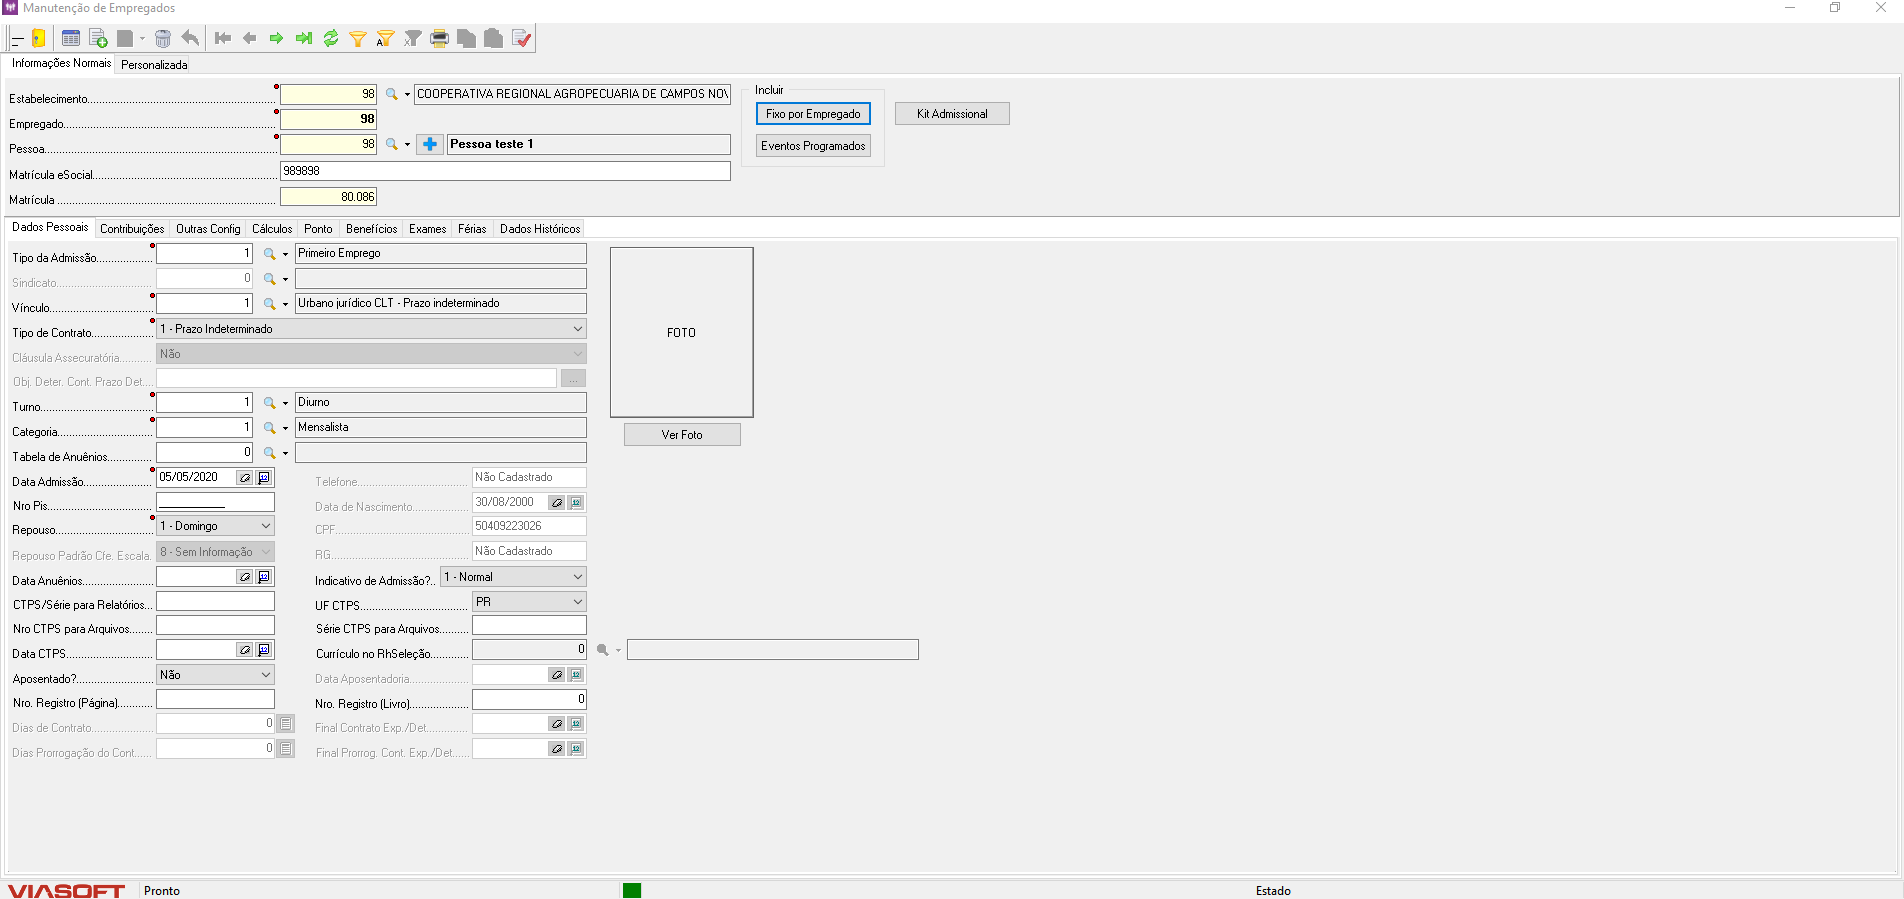 Manutenção de Empregados
Informações Normais Personalizada
Estabelecimento 98 COOPERATIVA REGIONAL AGROPECUARIA DE CAMPOS NOV
Empregado 98
Pessoa 98 Pessoa teste 1
Matrícula eSocial 989898
Matrícula 80.086
Incluir
Fixo por Empregado
Eventos Programados
Kit Admissional
Dados Pessoais Contribuições Outras Config Cálculos Ponto Benefícios Exames Férias Dados Históricos
Tipo da Admissão 1 Primeiro Emprego
Sindicato 0
Vínculo 1 Urbano jurídico CLT - Prazo indeterminado
Tipo de Contrato 1 - Prazo Indeterminado
Cláusula Assecuratória Não
Obj. Deter. Cont. Prazo Det. ...
Turno 1 Diurno
Categoria 1 Mensalista
Tabela de Anuênios 0
FOTO
Ver Foto
Data Admissão 05/05/2020 Telefone Não Cadastrado
Nro Pis Data de Nascimento 30/08/2000
Repouso 1 - Domingo CPF 50409223026
Repouso Padrão Cfe. Escala. 8 - Sem Informação RG Não Cadastrado
Data Anuênios Indicativo de Admissão?.. 1 - Normal
CTPS/Série para Relatórios... UF CTPS PR
Nro CTPS para Arquivos Série CTPS para Arquivos
Data CTPS Currículo no RhSeleção 0
Aposentado? Não Data Aposentadoria
Nro. Registro (Página) Nro. Registro (Livro) 0
Dias de Contrato 0 Final Contrato Exp./Det.
Dias Prorrogação do Cont. 0 Final Prorrog. Cont. Exp./Det.
VIASOFT Pronto Estado